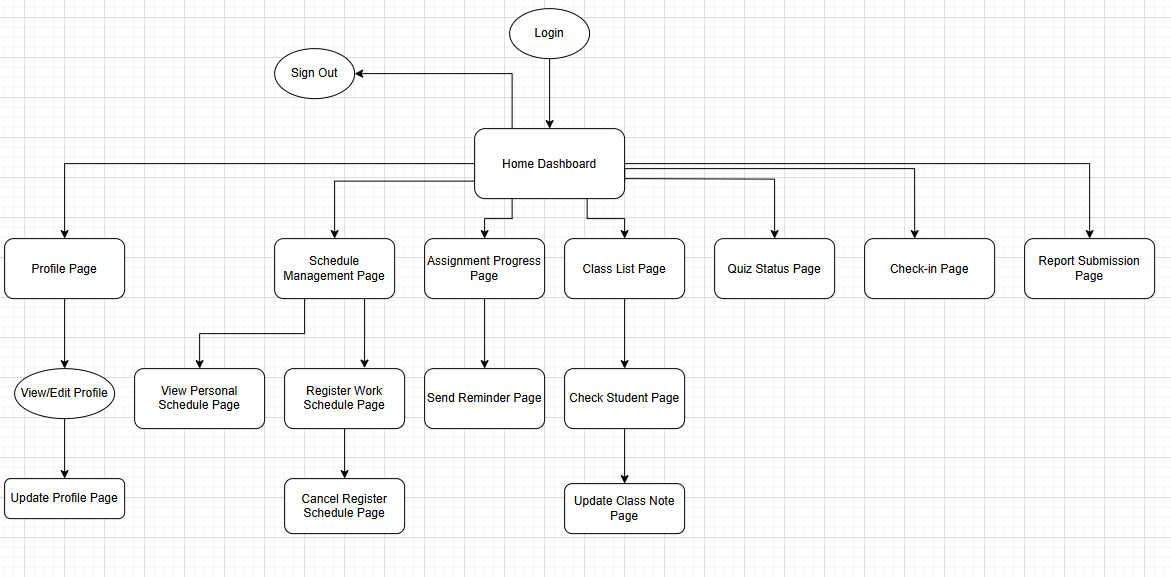 Login
Sign Out
Home Dashboard
Profile Page
Schedule
Management Page
Assignment Progress
Page
Class List Page
Quiz Status Page
Check-in Page
Report Submission
Page
View/Edit Profile
View Personal
Schedule Page
Register Work
Schedule Page
Send Reminder Page
Check Student Page
Update Profile Page
Cancel Register
Schedule Page
Update Class Note
Page